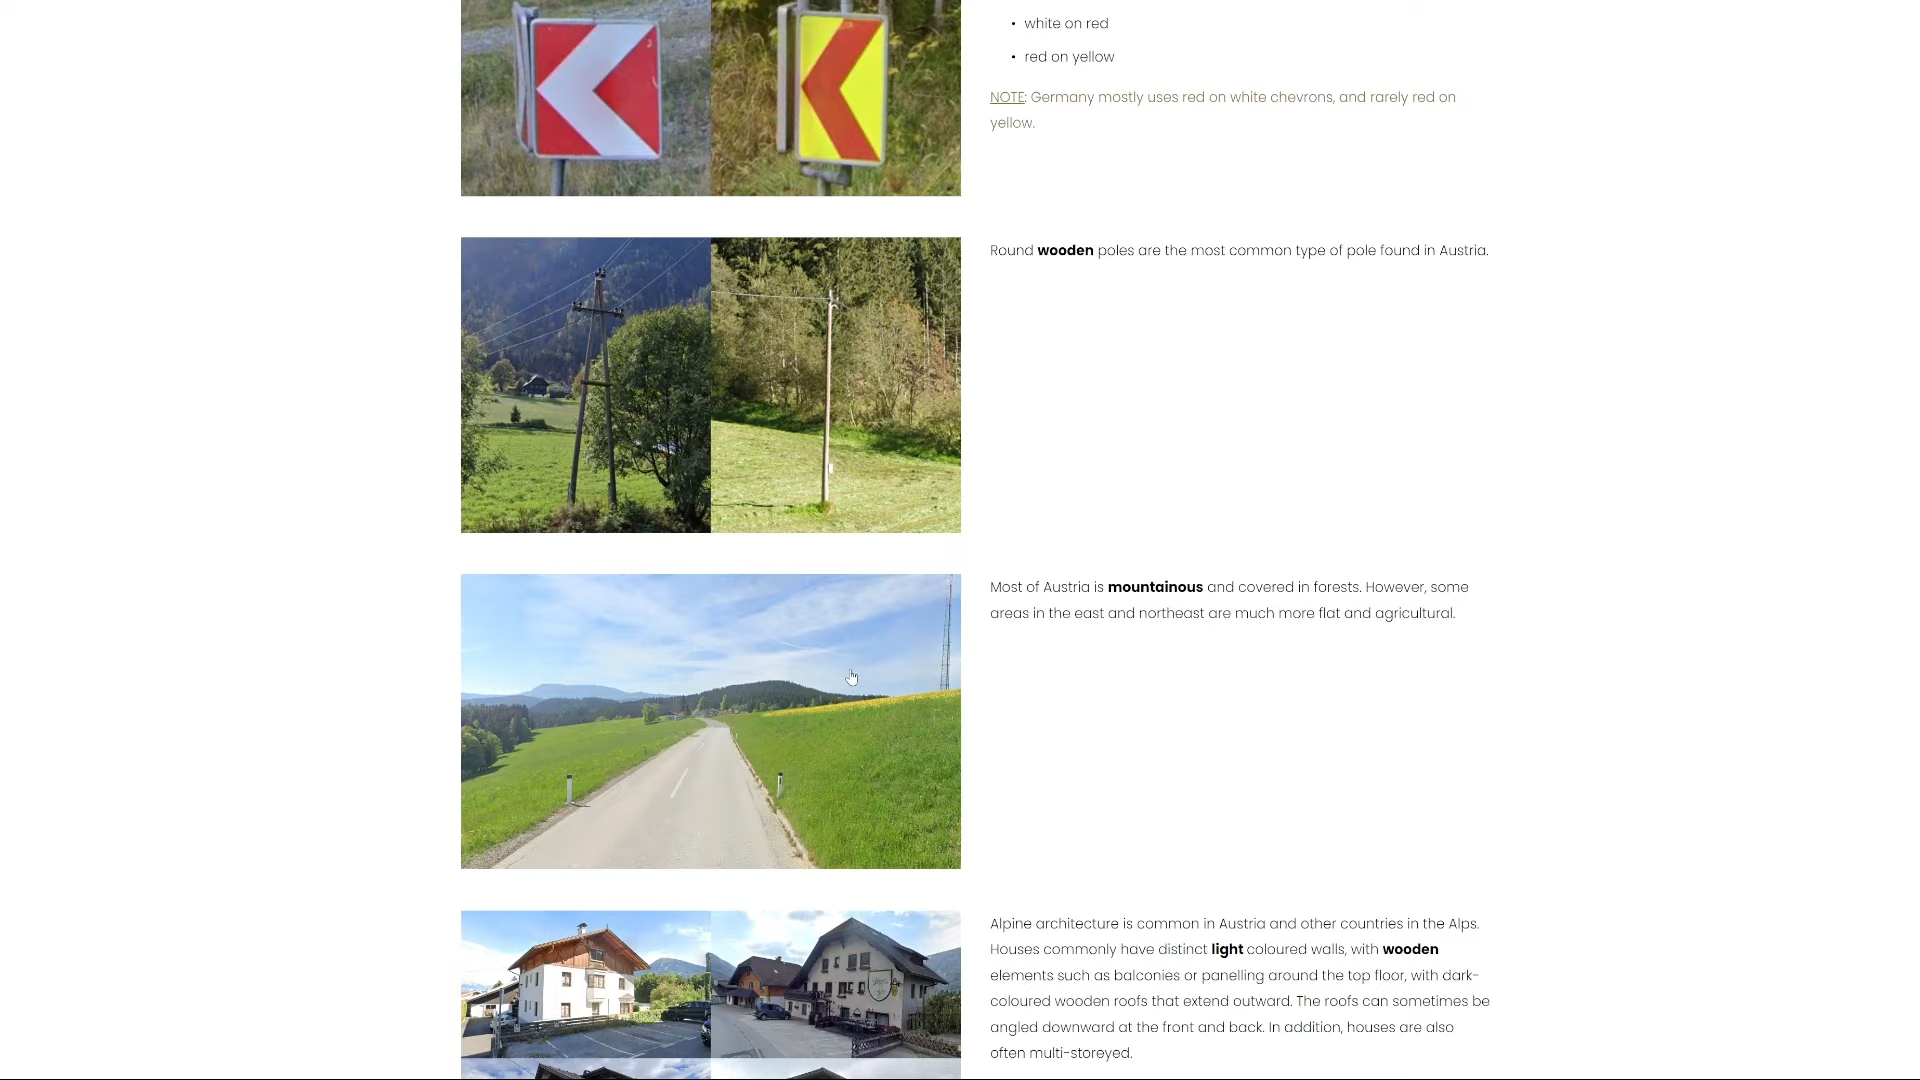 • white on red
• red on yellow
NOTE: Germany mostly uses red on white chevrons, and rarely red on
yellow.
Round wooden poles are the most common type of pole found in Austria.
Most of Austria is mountainous and covered in forests. However, some
areas in the east and northeast are much more flat and agricultural.
Alpine architecture is common in Austria and other countries in the Alps.
Houses commonly have distinct light coloured walls, with wooden
elements such as balconies or panelling around the top floor, with dark-
coloured wooden roofs that extend outward. The roofs can sometimes be
angled downward at the front and back. In addition, houses are also
often multi-storeyed.